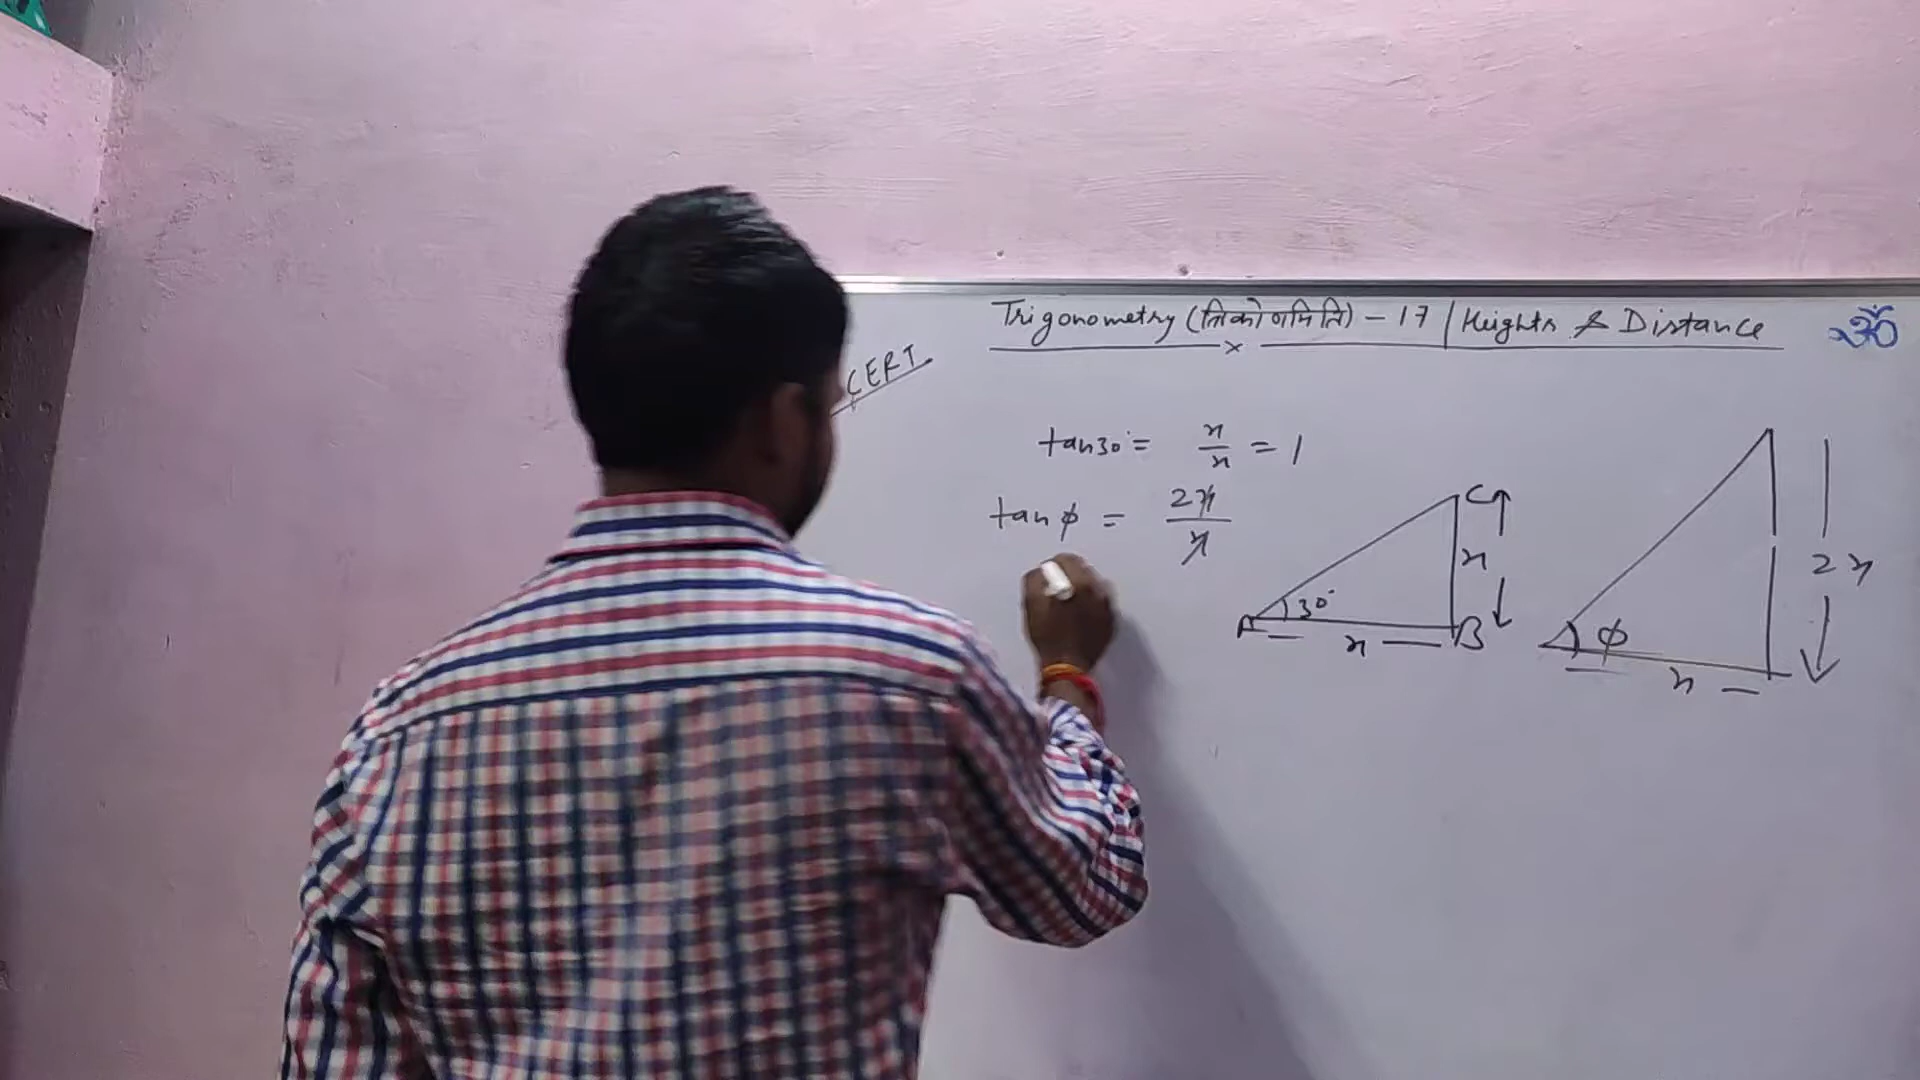 Trigonometry (त्रिकोणमिति) - 17 | Heights & Distance ॐ
CERT
tan30° = x/x = 1
tanϕ = 2x/x
C
x
30°
A
x
B
2x
ϕ
x